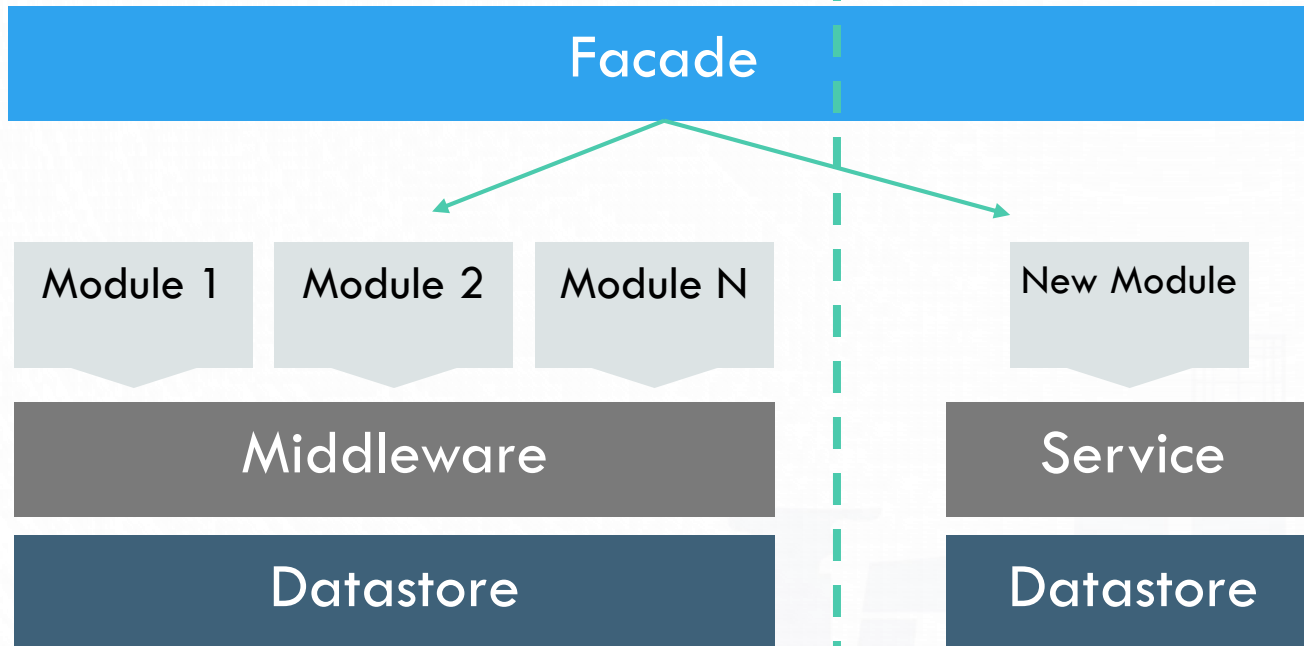 Facade
Module 1
Module 2
Module N
New Module
Middleware
Service
Datastore
Datastore